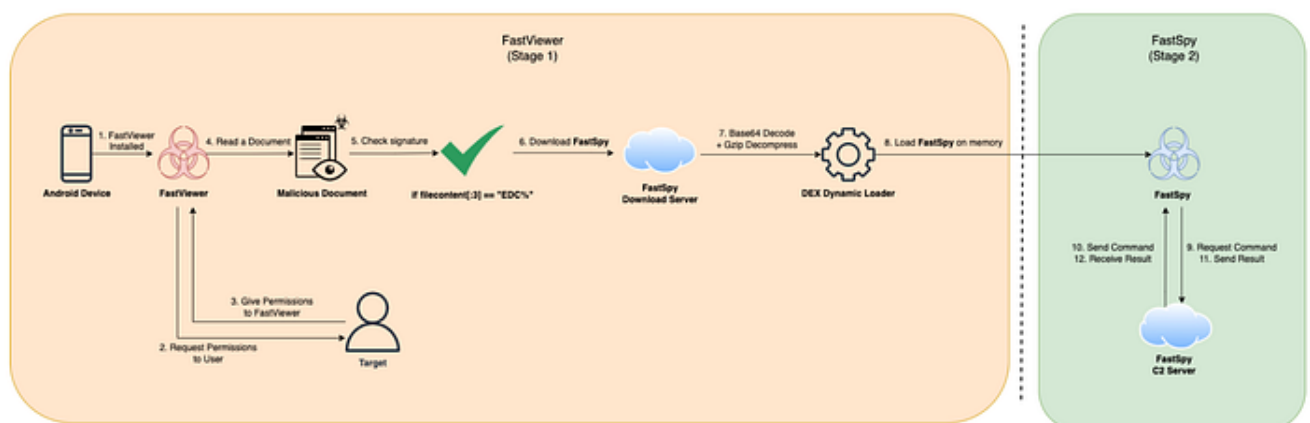 FastViewer
(Stage 1)
FastSpy
(Stage 2)
1. FastViewer
Installed
4. Read a Document
5. Check signature
6. Download FastSpy
7. Base64 Decode
+ Gzip Decompress
8. Load FastSpy on memory
Android Device
FastViewer
Malicious Document
if filecontent[:3] == "EDC%"
FastSpy
Download Server
DEX Dynamic Loader
FastSpy
3. Give Permissions
to FastViewer
2. Request Permissions
to User
Target
10. Send Command
12. Receive Result
9. Request Command
11. Send Result
FastSpy
C2 Server